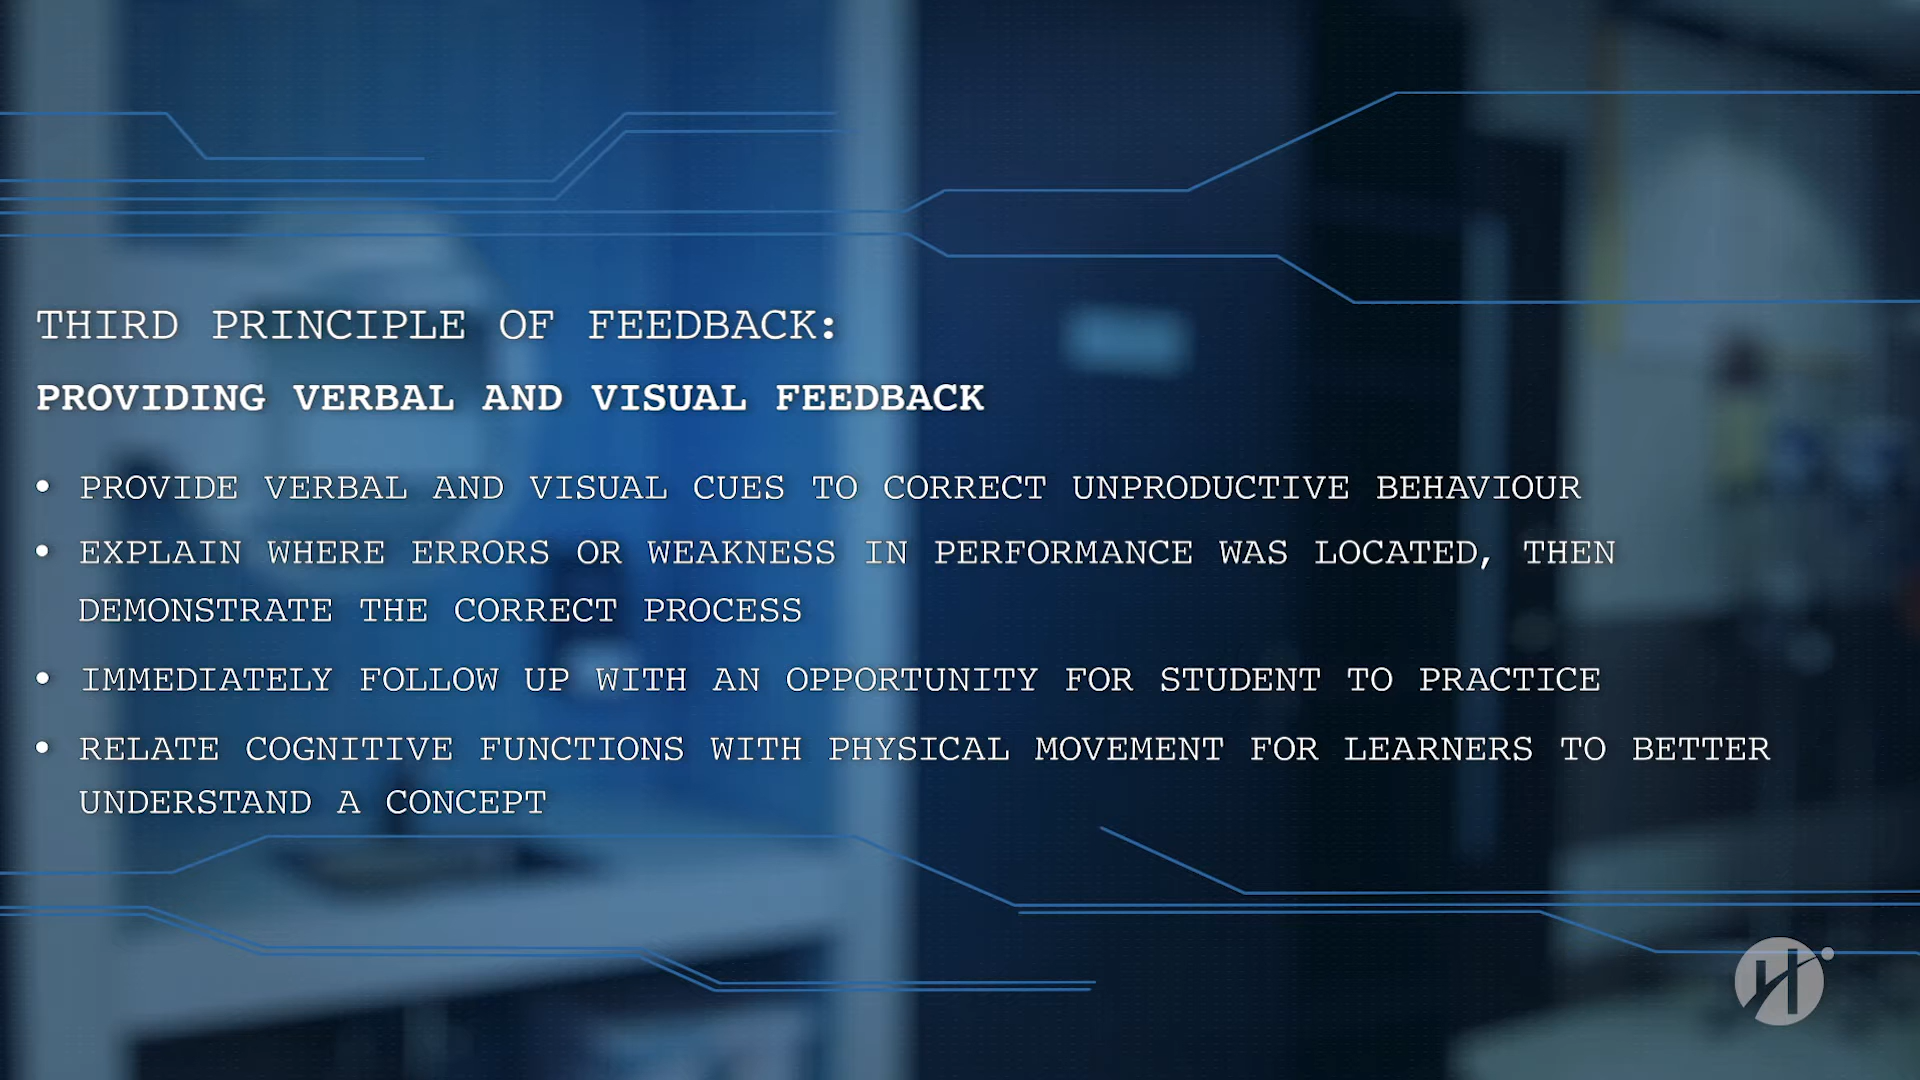 THIRD PRINCIPLE OF FEEDBACK:
PROVIDING VERBAL AND VISUAL FEEDBACK
• PROVIDE VERBAL AND VISUAL CUES TO CORRECT UNPRODUCTIVE BEHAVIOUR
• EXPLAIN WHERE ERRORS OR WEAKNESS IN PERFORMANCE WAS LOCATED, THEN
DEMONSTRATE THE CORRECT PROCESS
• IMMEDIATELY FOLLOW UP WITH AN OPPORTUNITY FOR STUDENT TO PRACTICE
• RELATE COGNITIVE FUNCTIONS WITH PHYSICAL MOVEMENT FOR LEARNERS TO BETTER
UNDERSTAND A CONCEPT
H